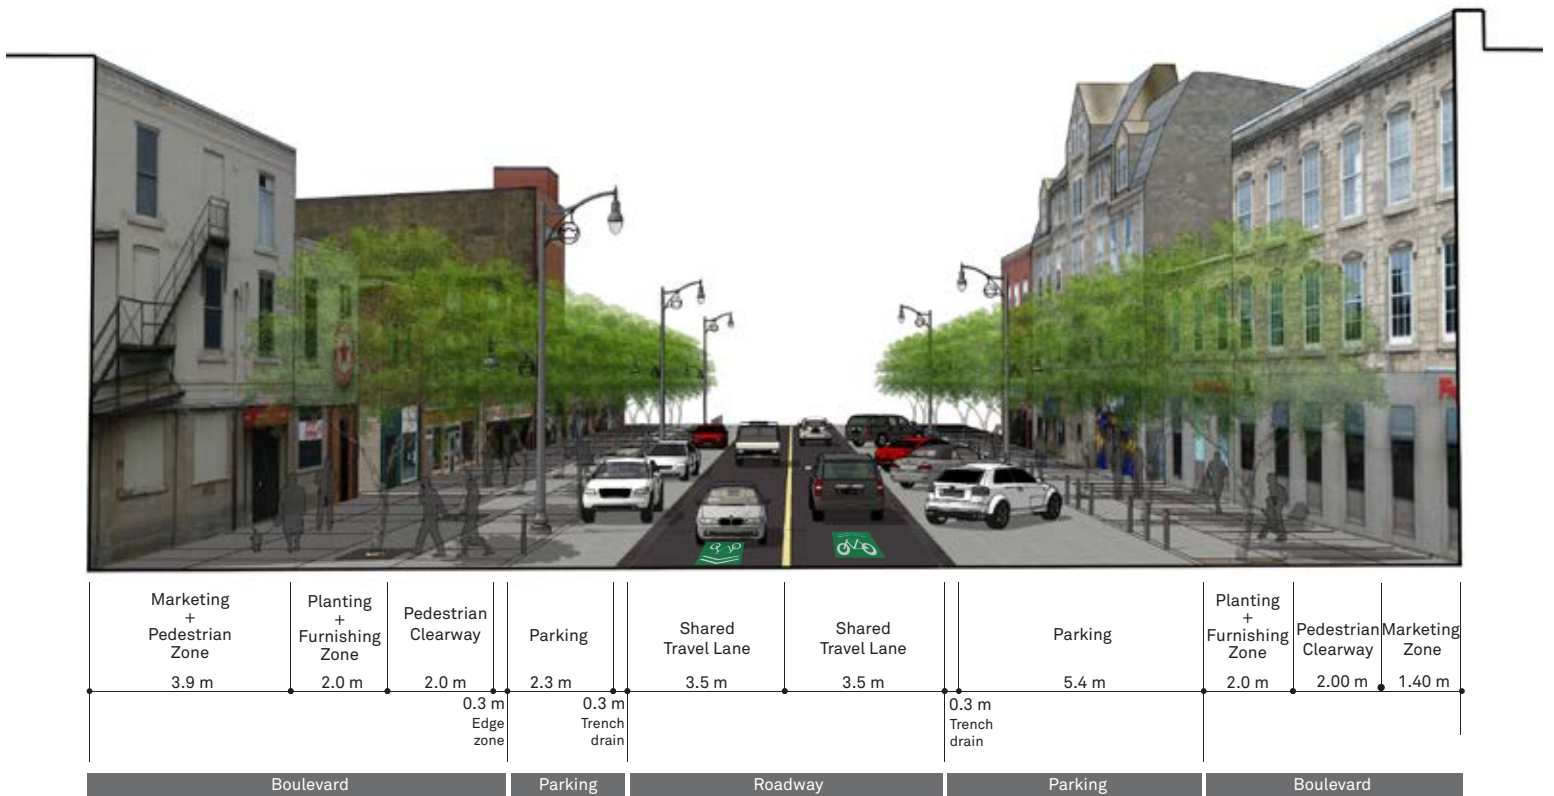 Marketing
+
Pedestrian
Zone
3.9 m
Planting
+
Furnishing
Zone
2.0 m
Pedestrian
Clearway
2.0 m
0.3 m
Edge
zone
Parking
2.3 m
0.3 m
Trench
drain
Shared
Travel Lane
3.5 m
Shared
Travel Lane
3.5 m
0.3 m
Trench
drain
Parking
5.4 m
Planting
+
Furnishing
Zone
2.0 m
Pedestrian
Clearway
2.00 m
Marketing
Zone
1.40 m
Boulevard
Parking
Roadway
Parking
Boulevard